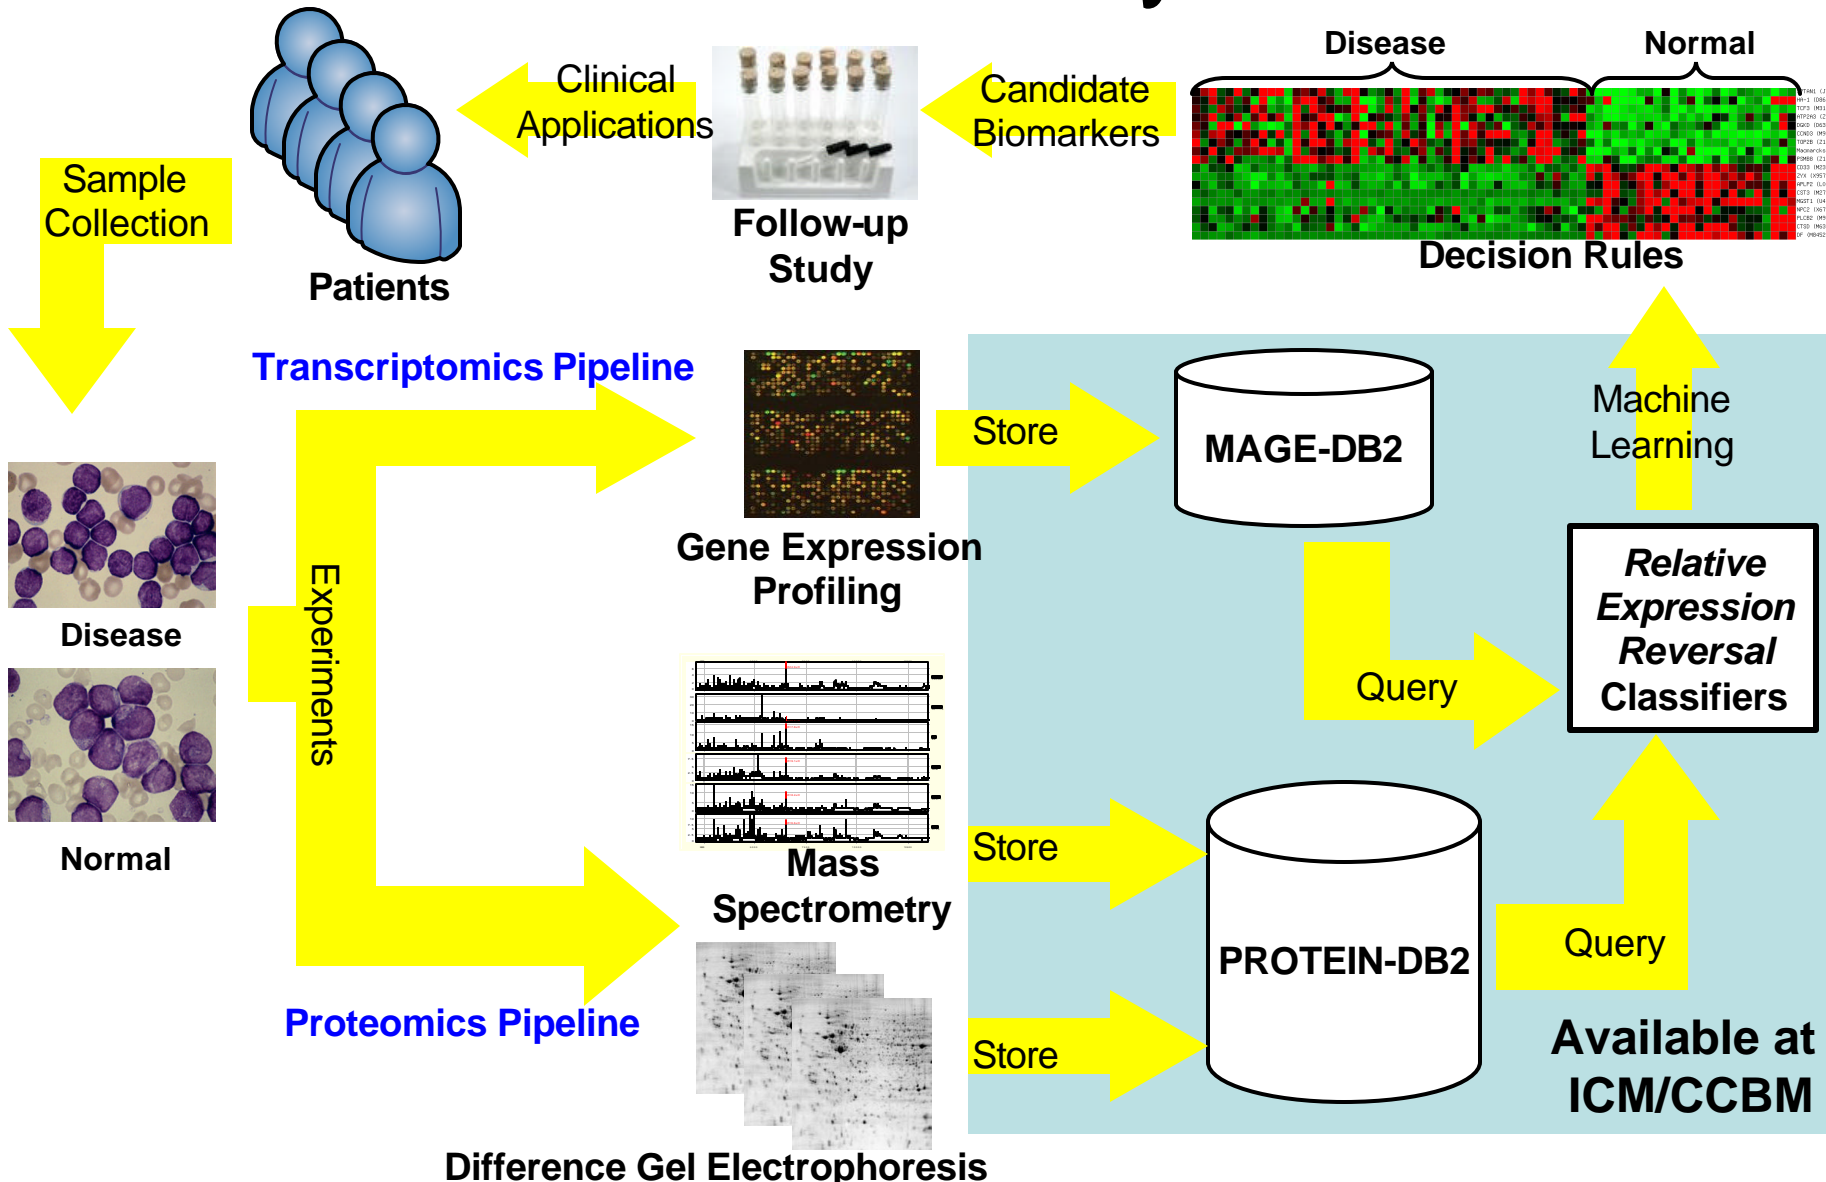 Disease
Normal
Clinical
Applications
Candidate
Biomarkers
Sample
Collection
Patients
Follow-up
Study
Decision Rules
Transcriptomics Pipeline
Store
MAGE-DB2
Machine
Learning
Gene Expression
Profiling
Experiments
Relative
Expression
Reversal
Classifiers
Disease
Query
Normal
Mass
Spectrometry
Store
PROTEIN-DB2
Query
Proteomics Pipeline
Store
Available at
ICM/CCBM
Difference Gel Electrophoresis